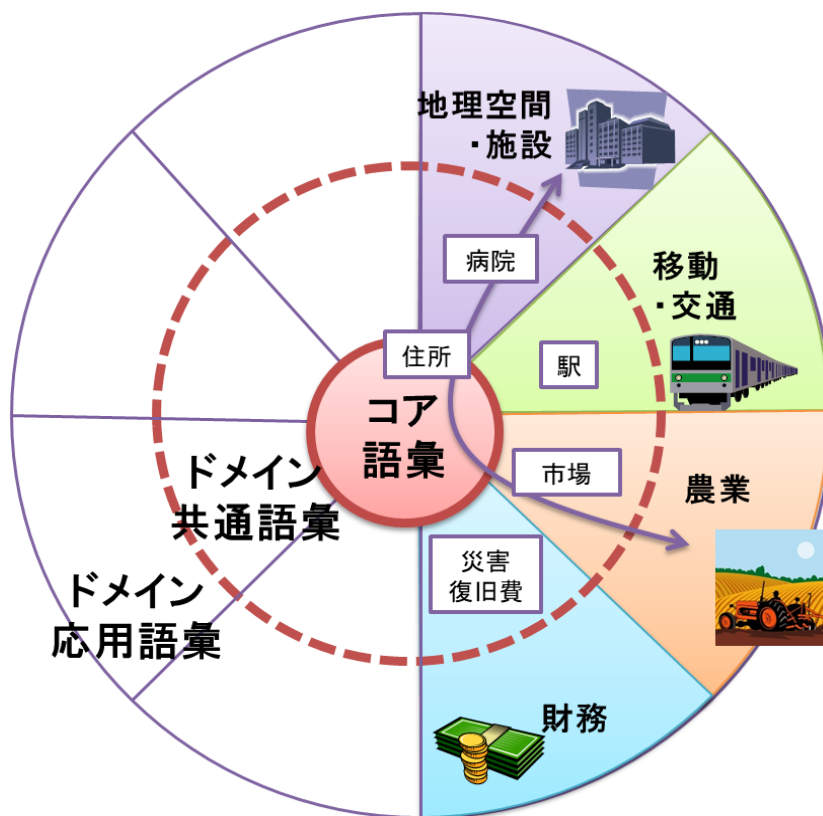 地理空間
・施設
病院
移動
・交通
住所
駅
コア
語彙
ドメイン
共通語彙
市場
農業
災害
復旧費
ドメイン
応用語彙
財務